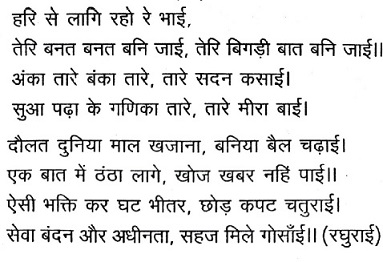 हरि से लागि रहो रे भाई,
तेरि बनत बनत बनि जाई, तेरि बिगड़ी बात बनि जाई॥
अंका तारे बंका तारे, तारे सदन कसाई।
सुआ पढ़ा के गणिका तारे, तारे मीरा बाई।
दौलत दुनिया माल खजाना, बनिया बैल चढ़ाई।
एक बात में ठंठा लागे, खोज खबर नहिं पाई॥
ऐसी भक्ति कर घट भीतर, छोड़ कपट चतुराई।
सेवा बंदन और अधीनता, सहज मिले गोसाँई॥ (रघुराई)